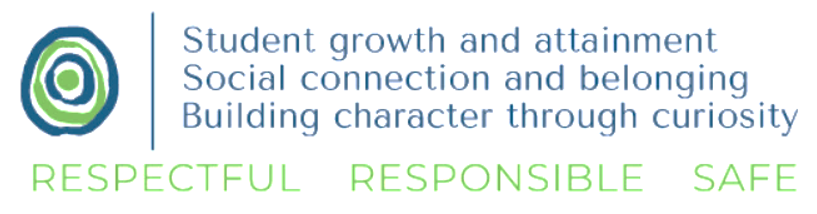 Student growth and attainment
Social connection and belonging
Building character through curiosity
RESPECTFUL RESPONSIBLE SAFE